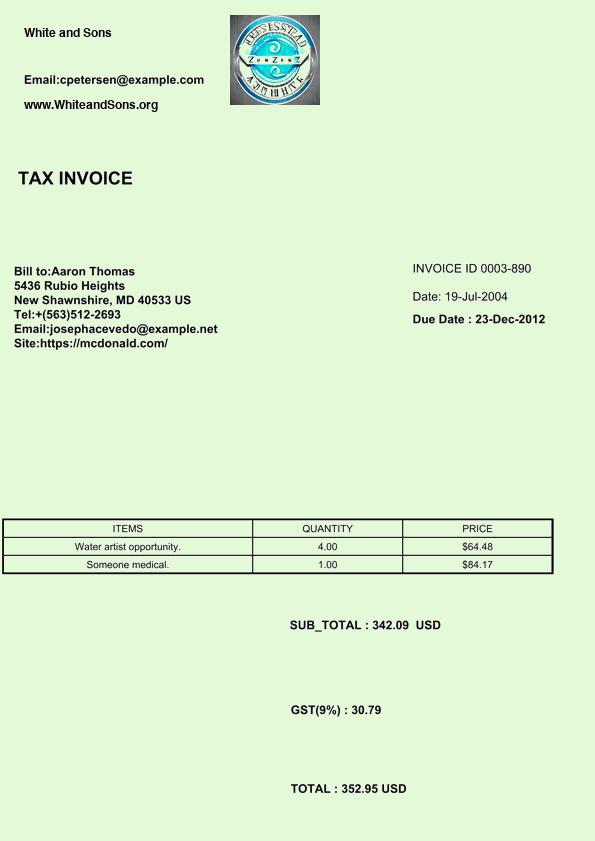 White and Sons
Email:cpetersen@example.com
www.WhiteandSons.org
TAX INVOICE
Bill to:Aaron Thomas
5436 Rubio Heights
New Shawnshire, MD 40533 US
Tel:+(563)512-2693
Email:josephacevedo@example.net
Site:https://mcdonald.com/
INVOICE ID 0003-890
Date: 19-Jul-2004
Due Date : 23-Dec-2012
ITEMS QUANTITY PRICE
Water artist opportunity. 4.00 $64.48
Someone medical. 1.00 $84.17
SUB_TOTAL : 342.09 USD
GST(9%) : 30.79
TOTAL : 352.95 USD